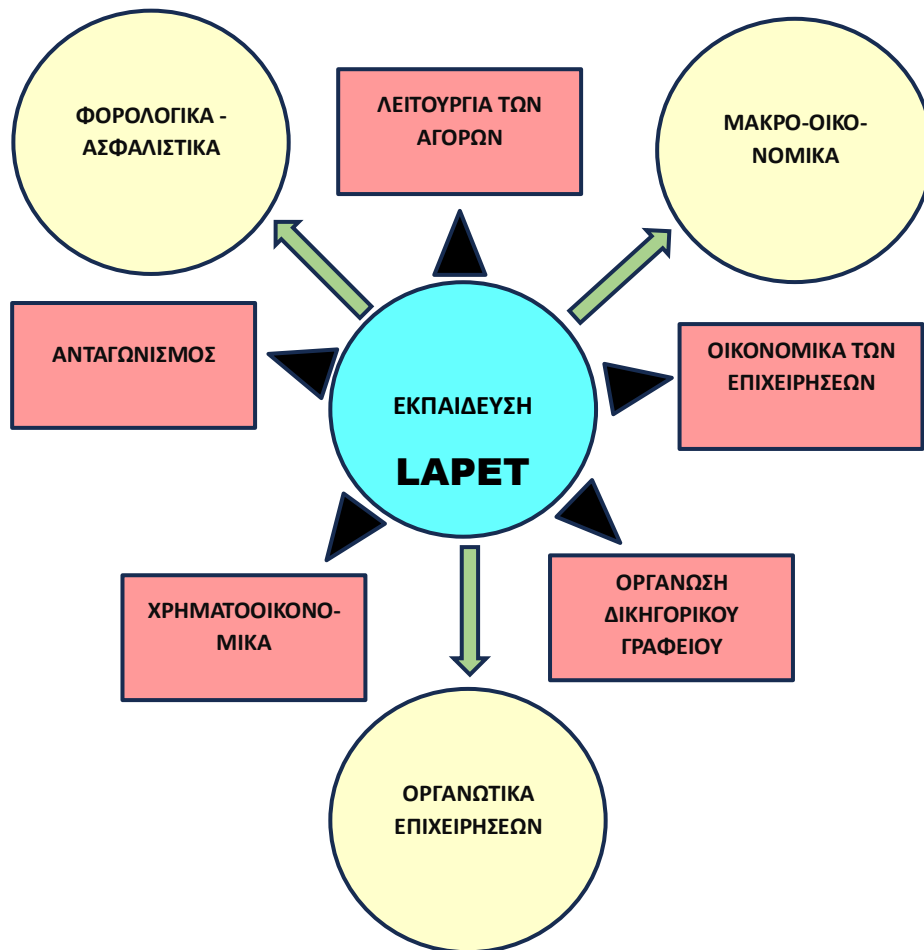 ΦΟΡΟΛΟΓΙΚΑ -
ΑΣΦΑΛΙΣΤΙΚΑ
ΛΕΙΤΟΥΡΓΙΑ ΤΩΝ
ΑΓΟΡΩΝ
ΜΑΚΡΟ-ΟΙΚΟ-
ΝΟΜΙΚΑ
ΑΝΤΑΓΩΝΙΣΜΟΣ
ΟΙΚΟΝΟΜΙΚΑ ΤΩΝ
ΕΠΙΧΕΙΡΗΣΕΩΝ
ΕΚΠΑΙΔΕΥΣΗ
LAPET
ΧΡΗΜΑΤΟΟΙΚΟΝΟ-
ΜΙΚΑ
ΟΡΓΑΝΩΣΗ
ΔΙΚΗΓΟΡΙΚΟΥ
ΓΡΑΦΕΙΟΥ
ΟΡΓΑΝΩΤΙΚΑ
ΕΠΙΧΕΙΡΗΣΕΩΝ